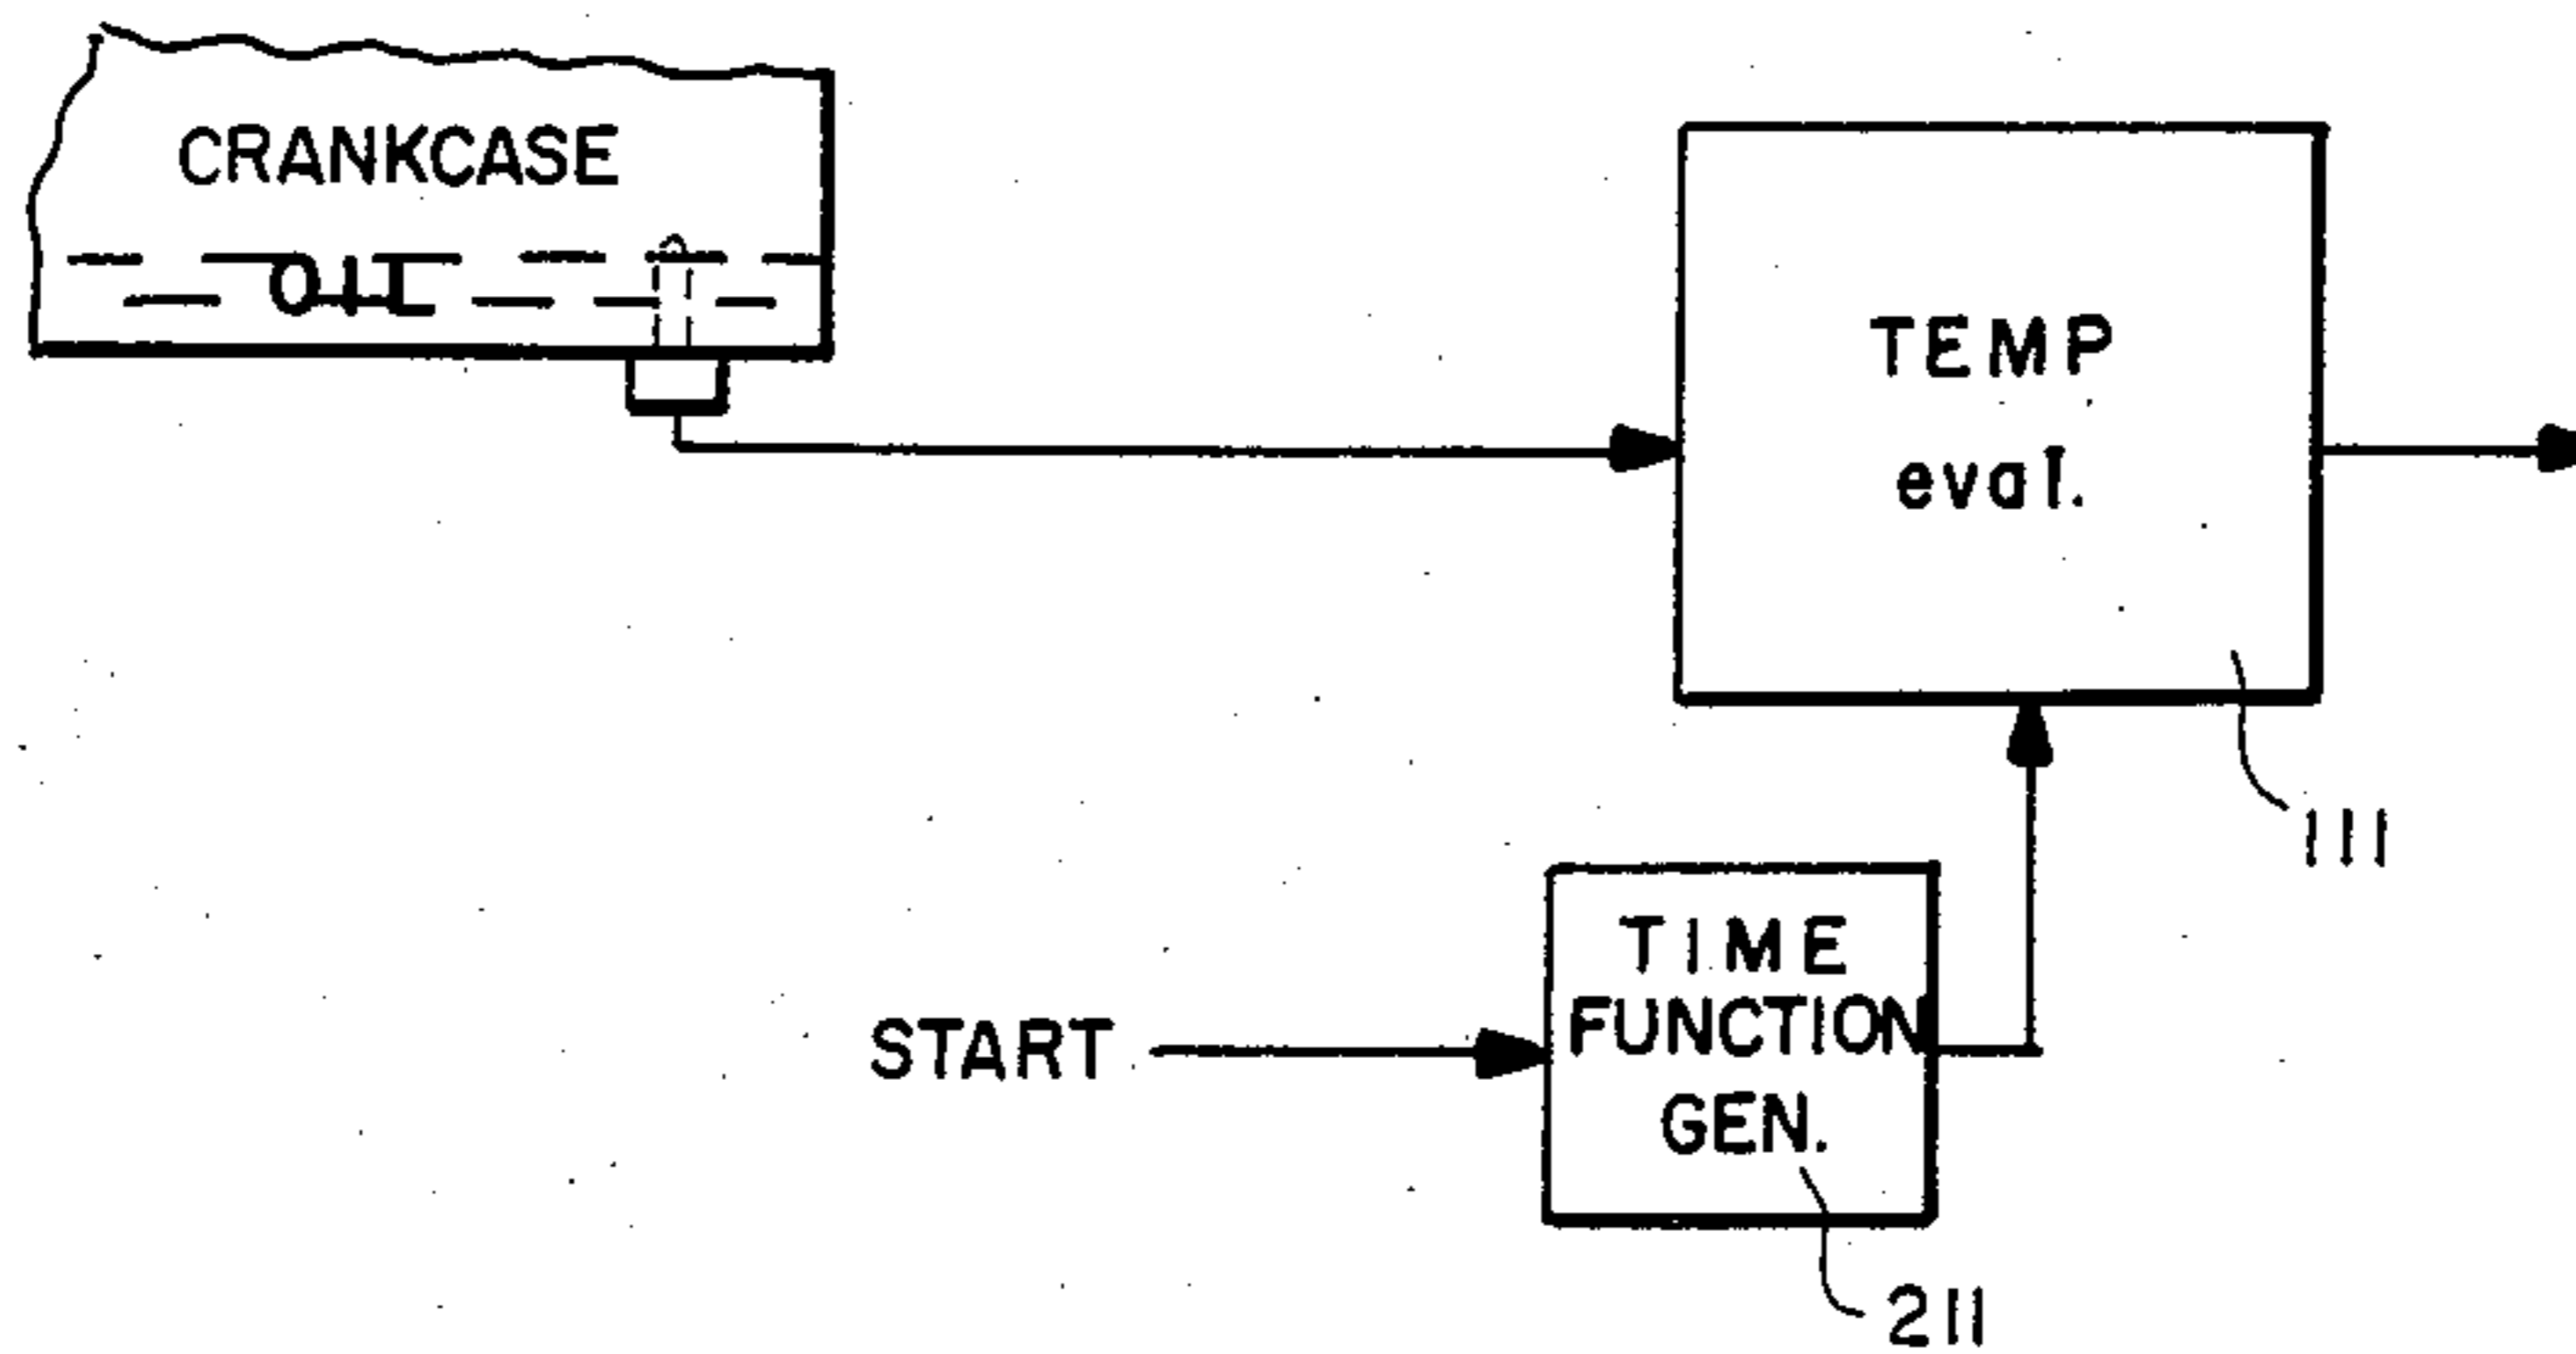 CRANKCASE
OIL
TEMP
eval.
111
START
TIME
FUNCTION
GEN.
211